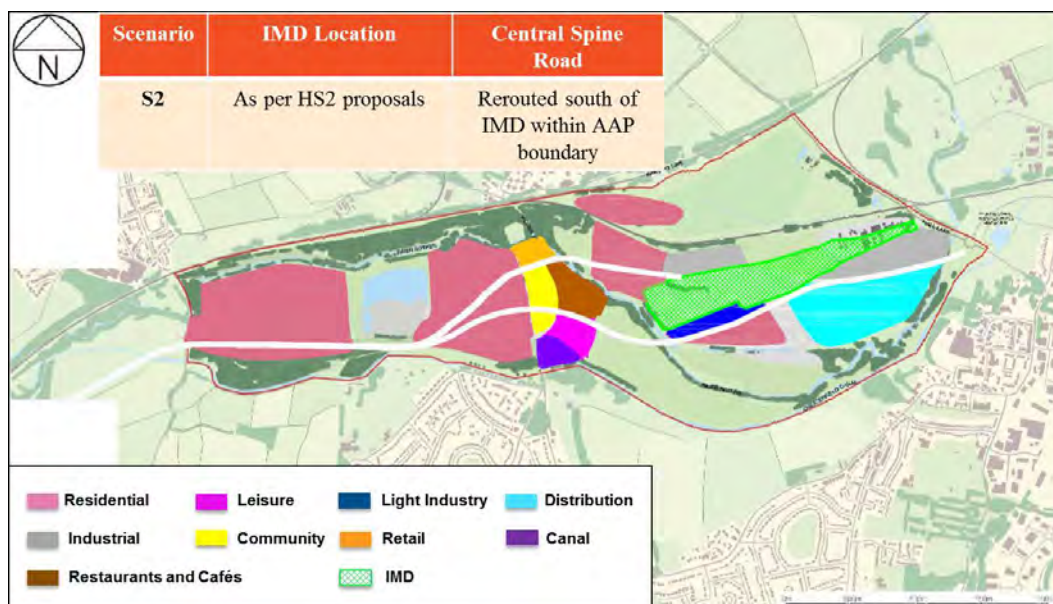 N
Scenario
IMD Location
Central Spine
Road
S2
As per HS2 proposals
Rerouted south of
IMD within AAP
boundary
Residential
Leisure
Light Industry
Distribution
Industrial
Community
Retail
Canal
Restaurants and Cafés
IMD